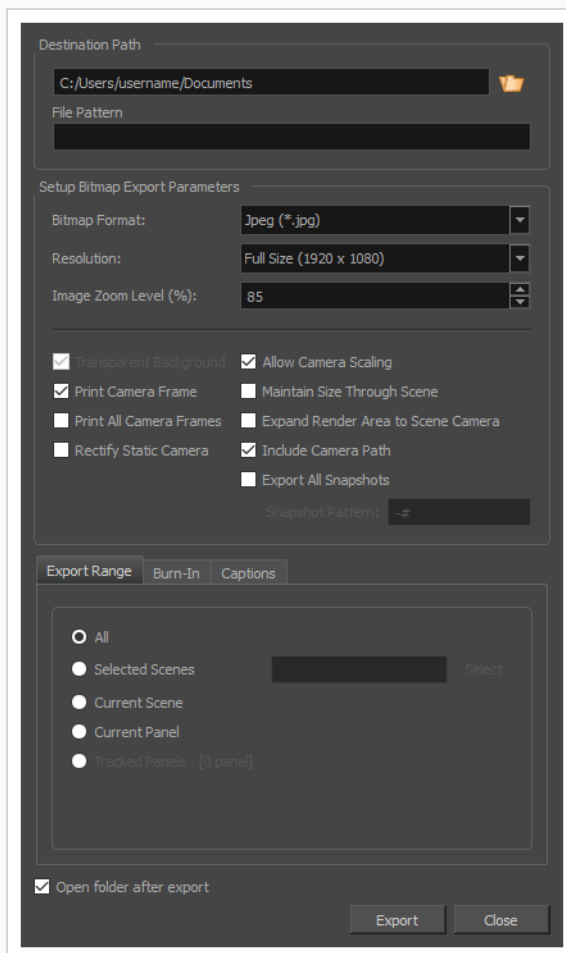 Destination Path
C:/Users/username/Documents
File Pattern
Setup Bitmap Export Parameters
Bitmap Format: Jpeg (*.jpg)
Resolution: Full Size (1920 x 1080)
Image Zoom Level (%): 85
Transparent Background Allow Camera Scaling
Print Camera Frame Maintain Size Through Scene
Print All Camera Frames Expand Render Area to Scene Camera
Rectify Static Camera Include Camera Path
Export All Snapshots
Snapshot Pattern: -#
Export Range Burn-In Captions
All
Selected Scenes Select
Current Scene
Current Panel
Tracked Panels - [0 panel]
Open folder after export
Export Close